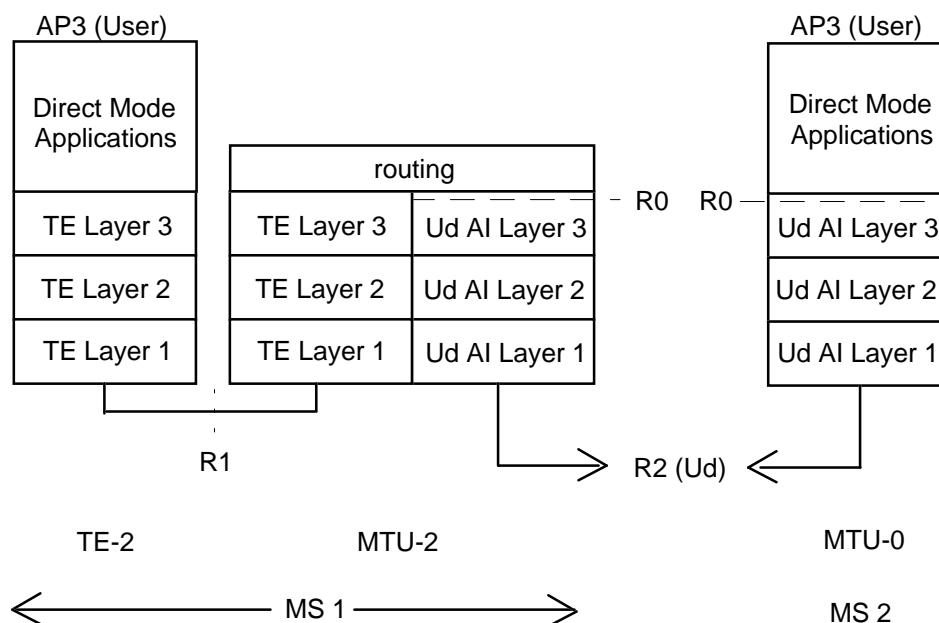 AP3 (User)
AP3 (User)
Direct Mode
Applications
Direct Mode
Applications
routing
R0
R0
TE Layer 3
TE Layer 3
Ud AI Layer 3
Ud AI Layer 3
TE Layer 2
TE Layer 2
Ud AI Layer 2
Ud AI Layer 2
TE Layer 1
TE Layer 1
Ud AI Layer 1
Ud AI Layer 1
R1
R2 (Ud)
TE-2
MTU-2
MTU-0
MS 1
MS 2